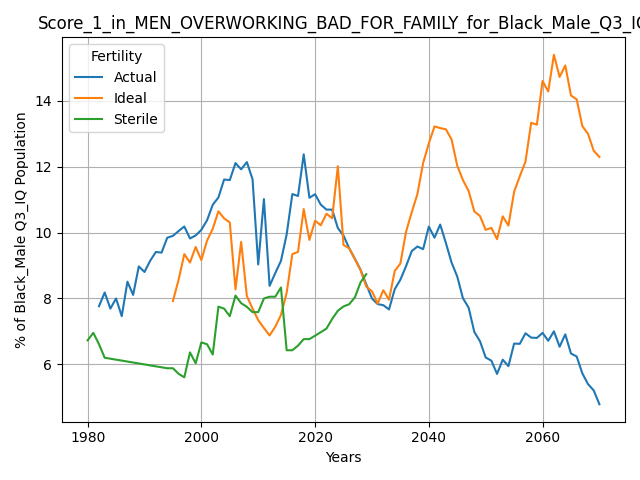 Score_1_in_MEN_OVERWORKING_BAD_FOR_FAMILY_for_Black_Male_Q3_IQ
Fertility
Actual
Ideal
Sterile
14
12
10
8
6
% of Black_Male Q3_IQ Population
1980
2000
2020
2040
2060
Years